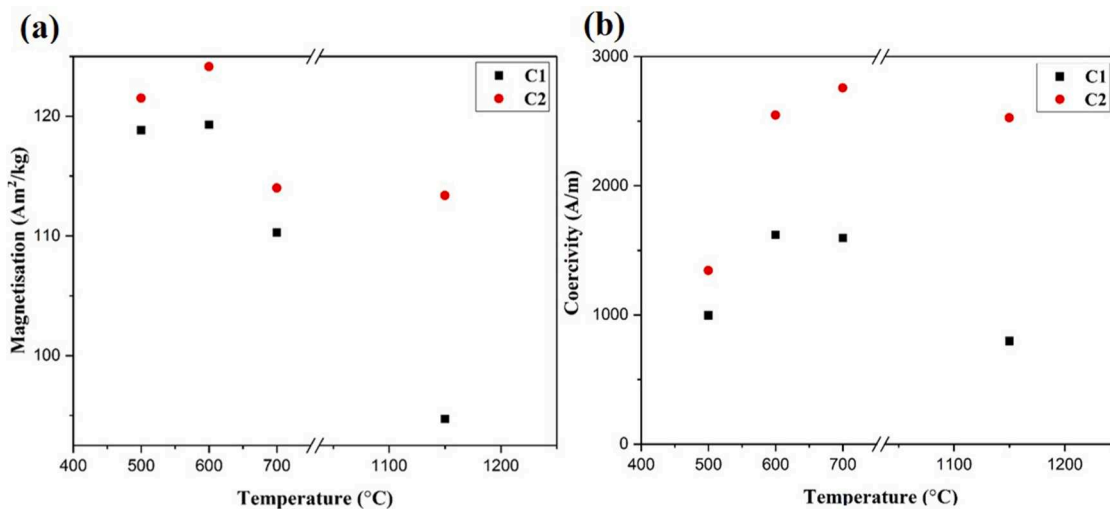 (a)
C1
C2
120
110
100
Magnetisation (Am²/kg)
400 500 600 700 1100 1200
Temperature (°C)
(b)
C1
C2
3000
2000
1000
0
Coercivity (A/m)
400 500 600 700 1100 1200
Temperature (°C)